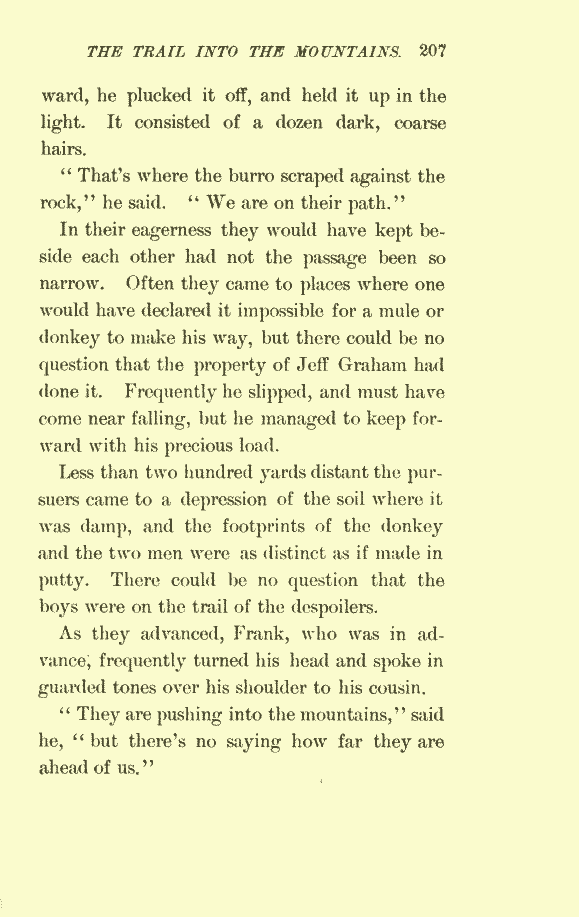 THE TRAIL INTO THE MOUNTAINS. 207
ward, he plucked it off, and held it up in the
light. It consisted of a dozen dark, coarse
hairs.
“ That's where the burro scraped against the
rock,” he said. “ We are on their path.”
In their eagerness they would have kept be-
side each other had not the passage been so
narrow. Often they came to places where one
would have declared it impossible for a mule or
donkey to make his way, but there could be no
question that the property of Jeff Graham had
done it. Frequently he slipped, and must have
come near falling, but he managed to keep for-
ward with his precious load.
Less than two hundred yards distant the pur-
suers came to a depression of the soil where it
was damp, and the footprints of the donkey
and the two men were as distinct as if made in
putty. There could be no question that the
boys were on the trail of the despoilers.
As they advanced, Frank, who was in ad-
vance, frequently turned his head and spoke in
guarded tones over his shoulder to his cousin.
“ They are pushing into the mountains,” said
he, “ but there's no saying how far they are
ahead of us.”